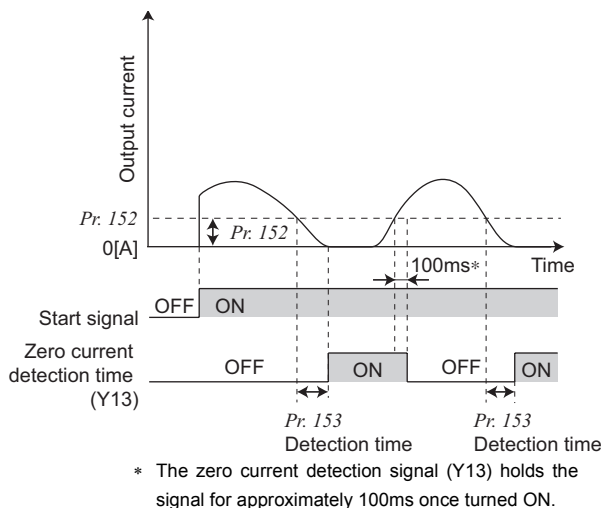 Output current
Pr. 152
Pr. 152
0[A]
100ms*
Time
OFF
ON
Start signal
Zero current
detection time
(Y13)
OFF
ON
OFF
ON
Pr. 153
Detection time
Pr. 153
Detection time
* The zero current detection signal (Y13) holds the
signal for approximately 100ms once turned ON.